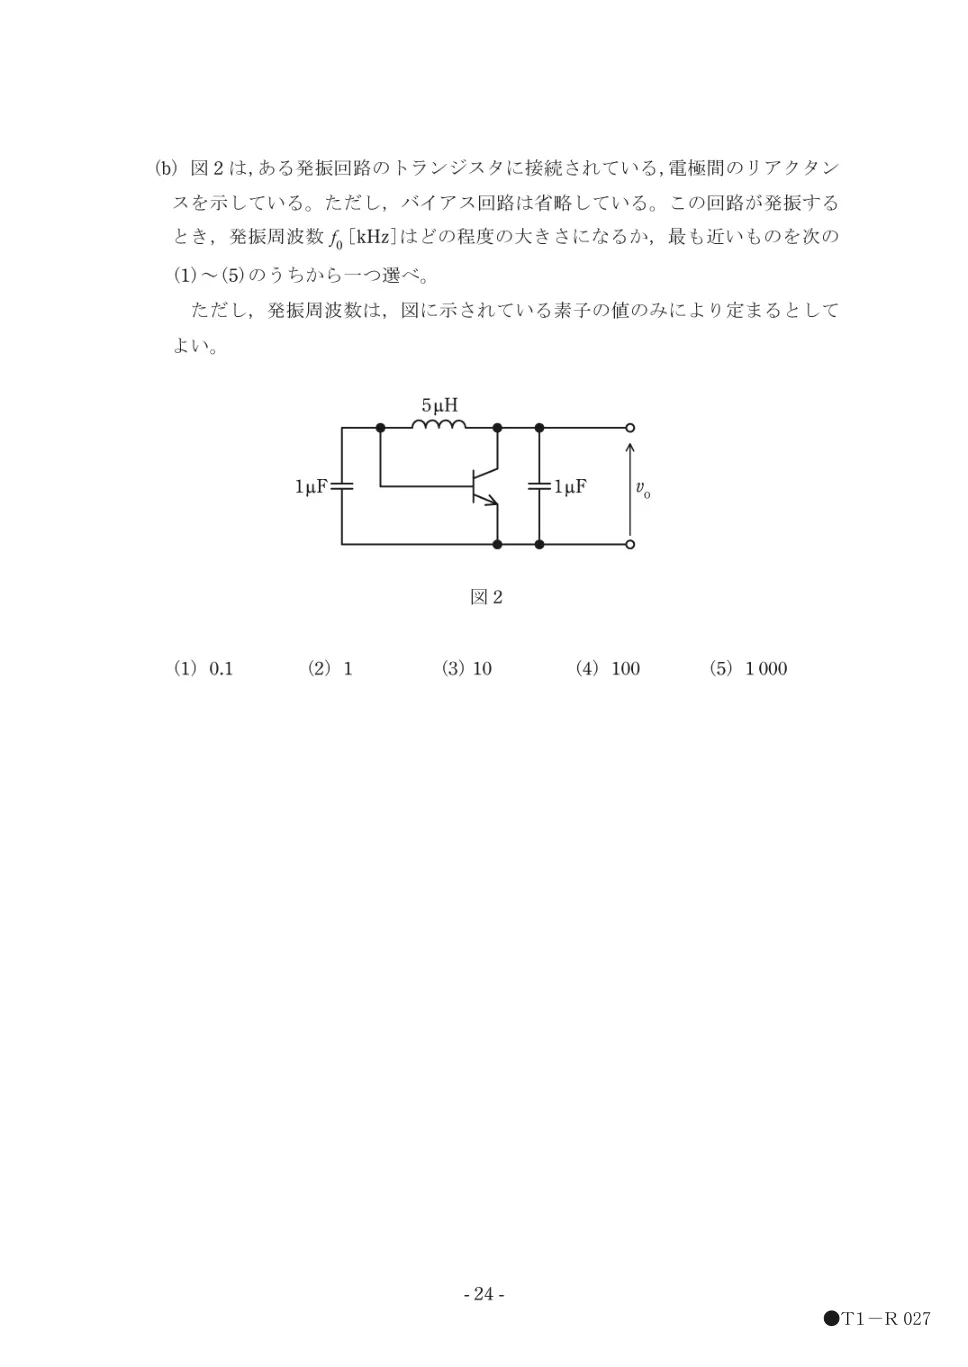 (b) 図2は,ある発振回路のトランジスタに接続されている,電極間のリアクタン
スを示している。ただし，バイアス回路は省略している。この回路が発振する
とき，発振周波数 f0 [kHz]はどの程度の大きさになるか，最も近いものを次の
(1)～(5)のうちから一つ選べ。
ただし，発振周波数は，図に示されている素子の値のみにより定まるとして
よい。
5μH
1μF
1μF
vo
図2
(1) 0.1 (2) 1 (3) 10 (4) 100 (5) 1 000
- 24 -
●T1－R 027